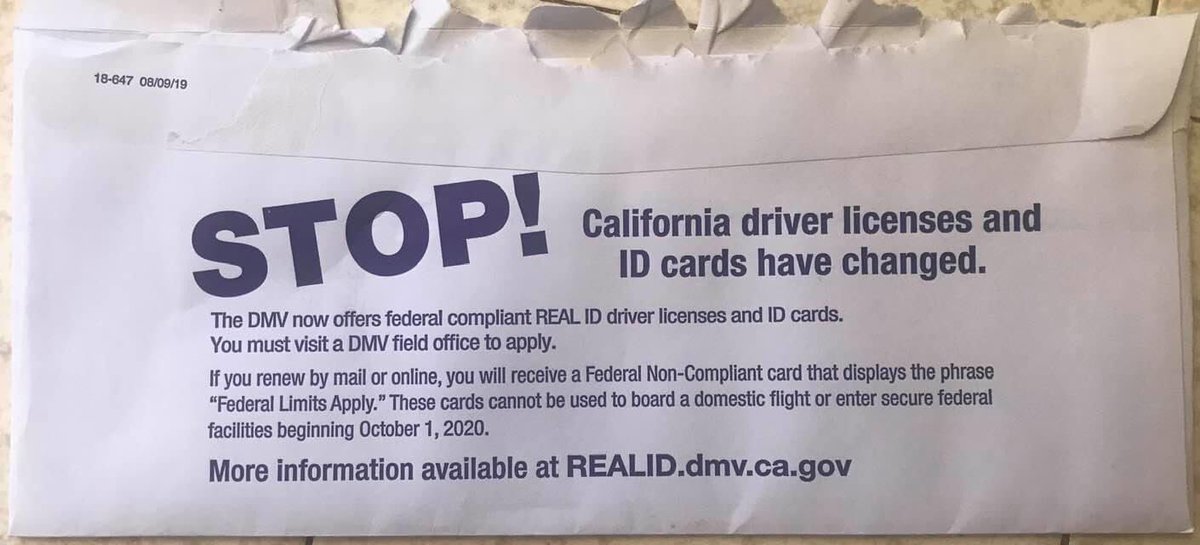 18-647 08/09/19
STOP!
California driver licenses and
ID cards have changed.
The DMV now offers federal compliant REAL ID driver licenses and ID cards.
You must visit a DMV field office to apply.
If you renew by mail or online, you will receive a Federal Non-Compliant card that displays the phrase
“Federal Limits Apply.” These cards cannot be used to board a domestic flight or enter secure federal
facilities beginning October 1, 2020.
More information available at REALID.dmv.ca.gov